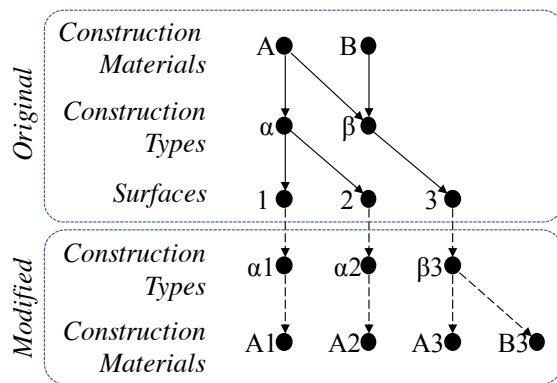 Original
Construction
Materials
A B
Construction
Types
α β
Surfaces 1 2 3
Modified
Construction
Types
α1 α2 β3
Construction
Materials
A1 A2 A3 B3